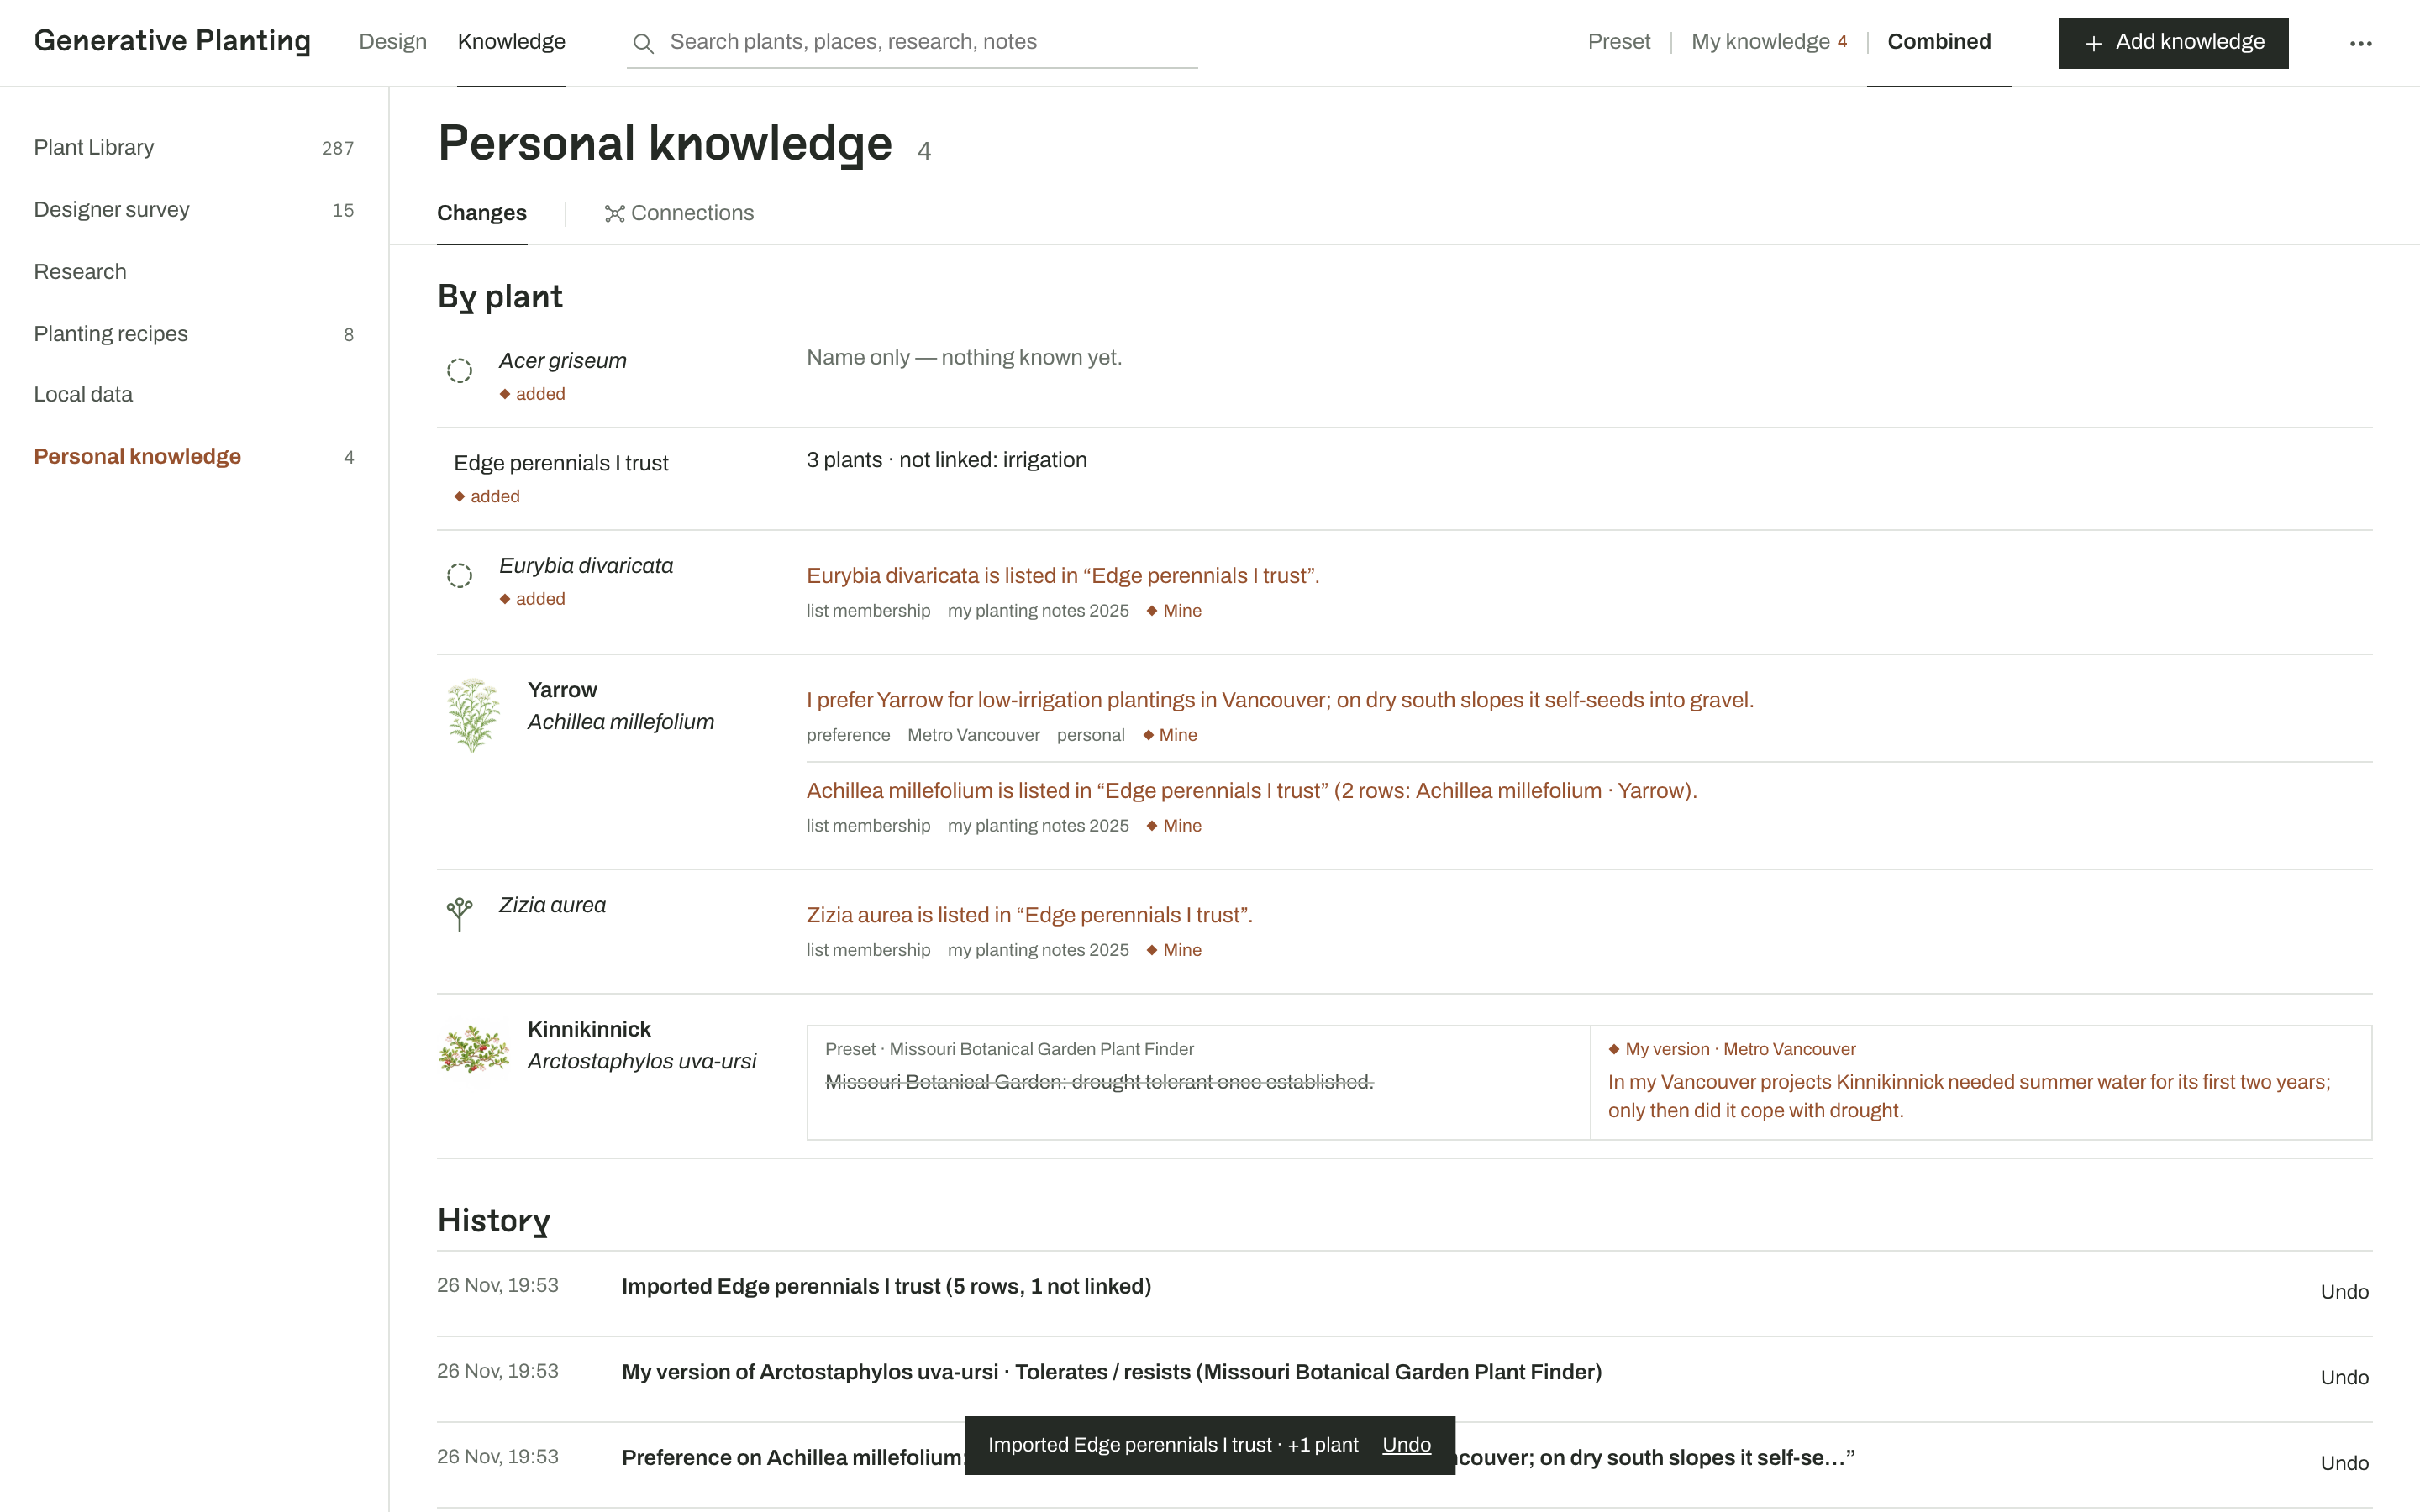 Generative Planting
Design
Knowledge
Search plants, places, research, notes
Preset
My knowledge 4
Combined
+ Add knowledge
Plant Library 287
Designer survey 15
Research
Planting recipes 8
Local data
Personal knowledge 4
Personal knowledge 4
Changes
Connections
By plant
Acer griseum
◆ added
Name only — nothing known yet.
Edge perennials I trust
◆ added
3 plants · not linked: irrigation
Eurybia divaricata
◆ added
Eurybia divaricata is listed in “Edge perennials I trust”.
list membership my planting notes 2025 ◆ Mine
Yarrow
Achillea millefolium
I prefer Yarrow for low-irrigation plantings in Vancouver; on dry south slopes it self-seeds into gravel.
preference Metro Vancouver personal ◆ Mine
Achillea millefolium is listed in “Edge perennials I trust” (2 rows: Achillea millefolium · Yarrow).
list membership my planting notes 2025 ◆ Mine
Zizia aurea
Zizia aurea is listed in “Edge perennials I trust”.
list membership my planting notes 2025 ◆ Mine
Kinnikinnick
Arctostaphylos uva-ursi
Preset · Missouri Botanical Garden Plant Finder
Missouri Botanical Garden: drought tolerant once established.
◆ My version · Metro Vancouver
In my Vancouver projects Kinnikinnick needed summer water for its first two years;
only then did it cope with drought.
History
26 Nov, 19:53 Imported Edge perennials I trust (5 rows, 1 not linked) Undo
26 Nov, 19:53 My version of Arctostaphylos uva-ursi · Tolerates / resists (Missouri Botanical Garden Plant Finder) Undo
26 Nov, 19:53 Preference on Achillea millefolium: couver; on dry south slopes it self-se…” Undo
Imported Edge perennials I trust · +1 plant Undo